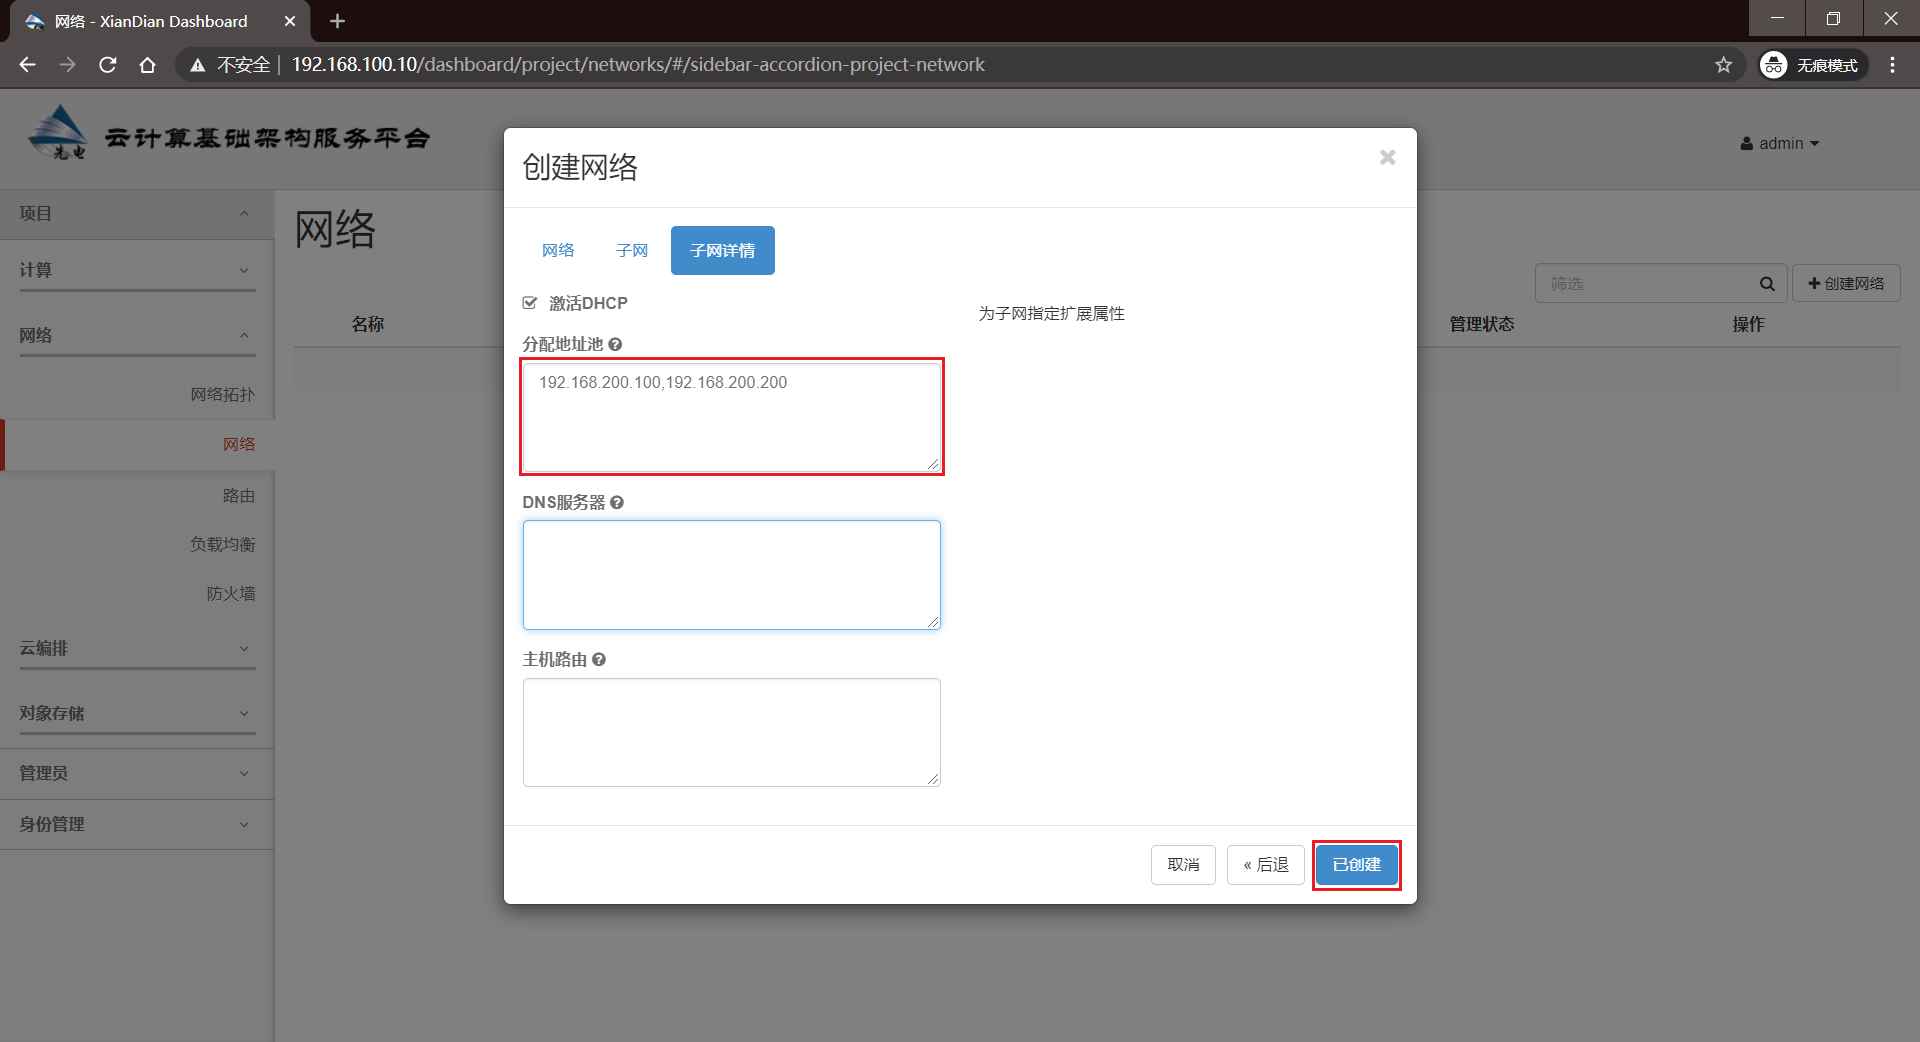 网络 - XianDian Dashboard
不安全 | 192.168.100.10/dashboard/project/networks/#/sidebar-accordion-project-network
无痕模式
先电
云计算基础架构服务平台
admin
项目
计算
网络
网络拓扑
网络
路由
负载均衡
防火墙
云编排
对象存储
管理员
身份管理
网络
筛选
创建网络
名称
管理状态
操作
创建网络
网络
子网
子网详情
激活DHCP
为子网指定扩展属性
分配地址池
192.168.200.100,192.168.200.200
DNS服务器
主机路由
取消
« 后退
已创建